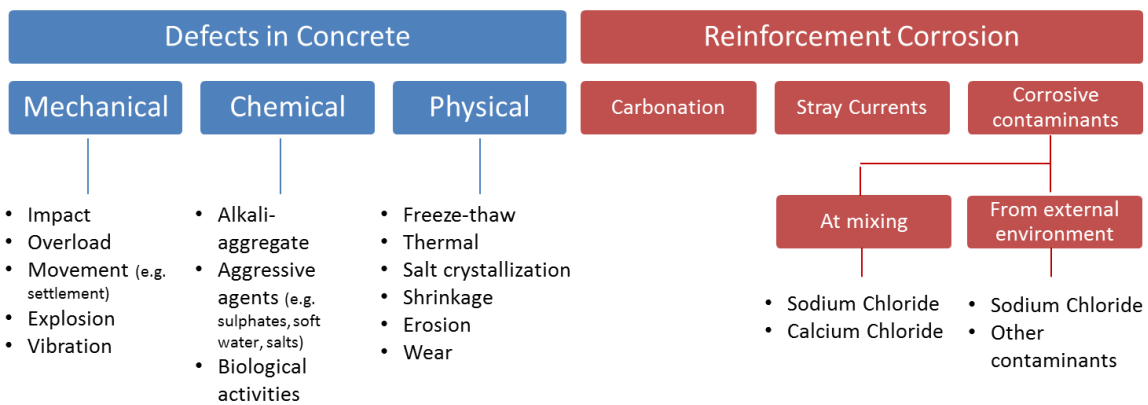 Defects in Concrete
Reinforcement Corrosion
Mechanical
Chemical
Physical
Carbonation
Stray Currents
Corrosive
contaminants
• Impact
• Overload
• Movement (e.g.
settlement)
• Explosion
• Vibration
• Alkali-
aggregate
• Aggressive
agents (e.g.
sulphates, soft
water, salts)
• Biological
activities
• Freeze-thaw
• Thermal
• Salt crystallization
• Shrinkage
• Erosion
• Wear
At mixing
From external
environment
• Sodium Chloride
• Calcium Chloride
• Sodium Chloride
• Other
contaminants